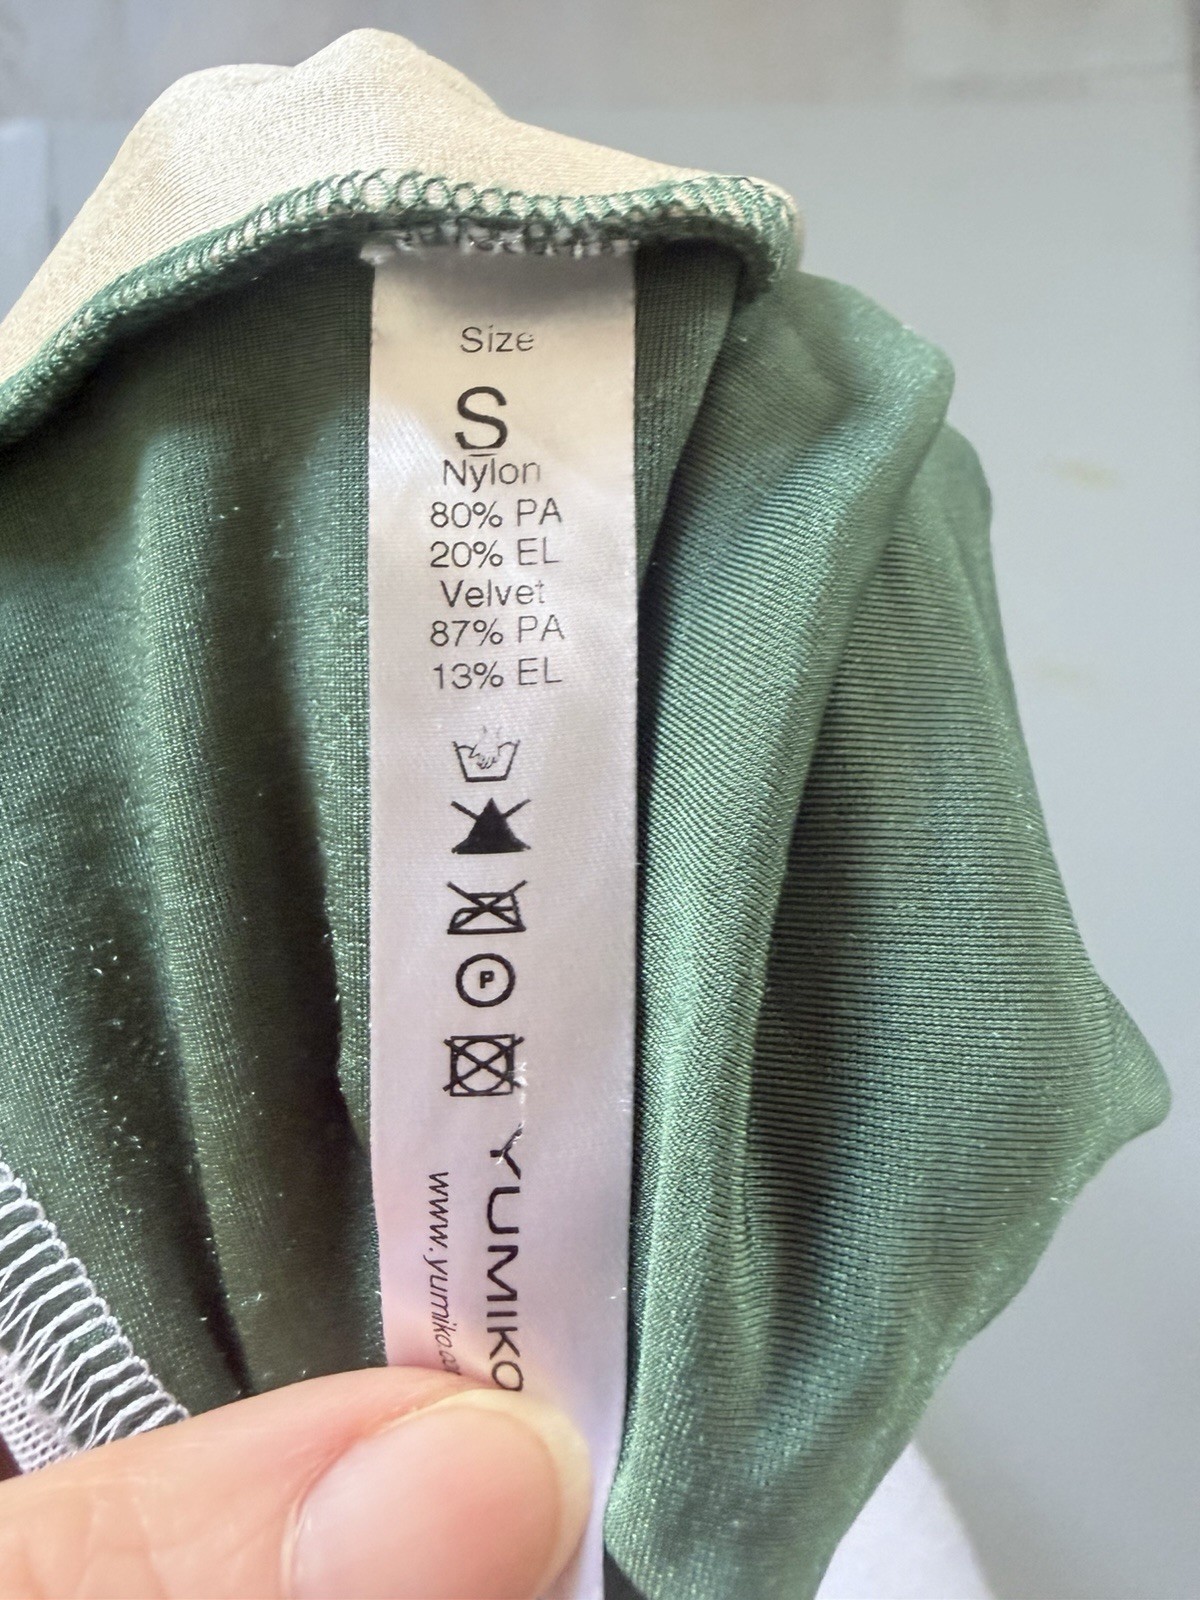 Size
S
Nylon
80% PA
20% EL
Velvet
87% PA
13% EL
P
YUMIKO
www.yumiko.co